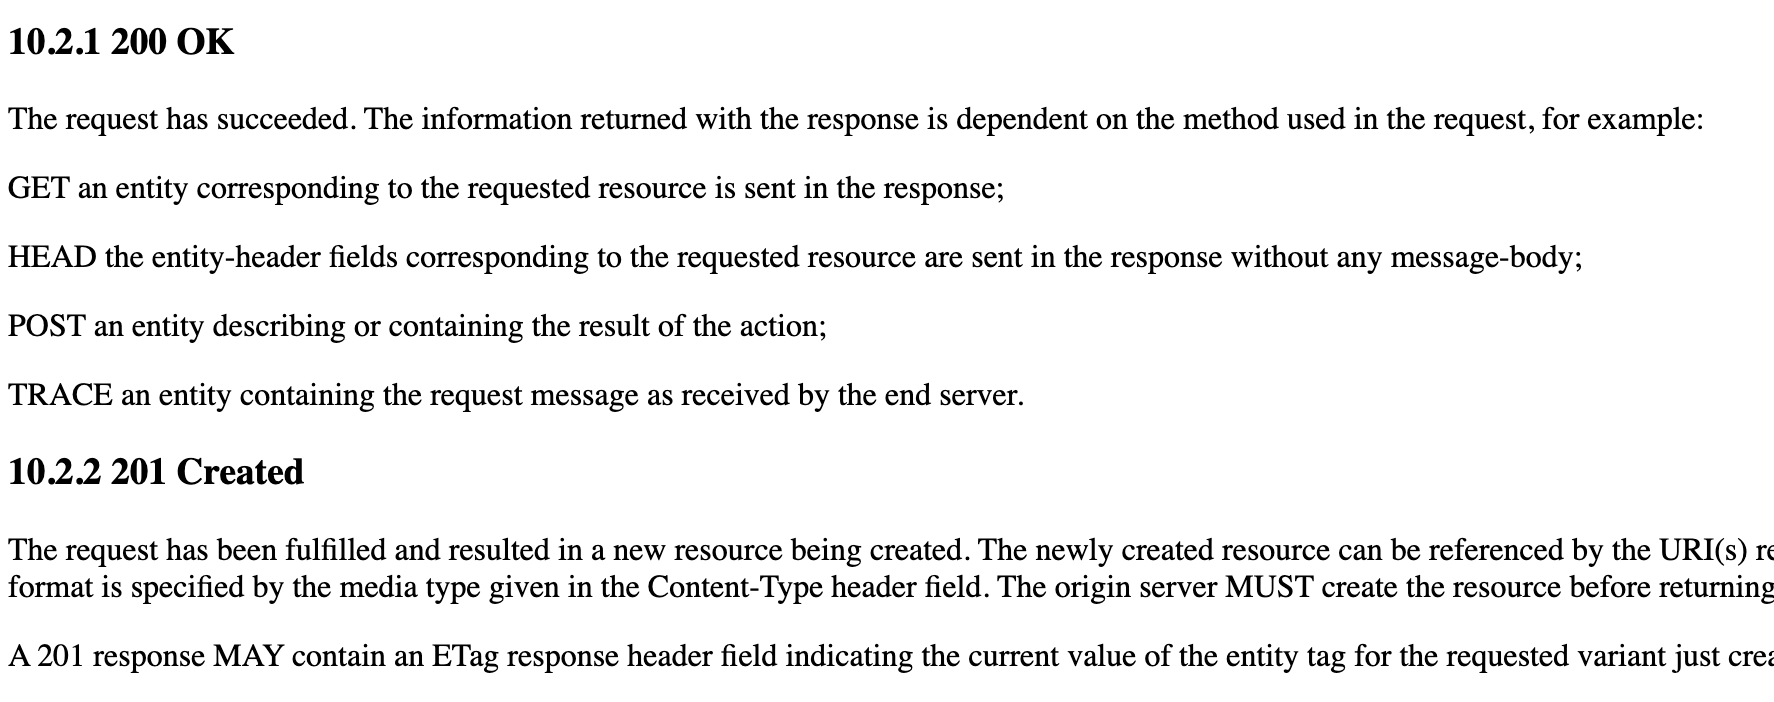 10.2.1 200 OK
The request has succeeded. The information returned with the response is dependent on the method used in the request, for example:
GET an entity corresponding to the requested resource is sent in the response;
HEAD the entity-header fields corresponding to the requested resource are sent in the response without any message-body;
POST an entity describing or containing the result of the action;
TRACE an entity containing the request message as received by the end server.
10.2.2 201 Created
The request has been fulfilled and resulted in a new resource being created. The newly created resource can be referenced by the URI(s)
format is specified by the media type given in the Content-Type header field. The origin server MUST create the resource before returning
A 201 response MAY contain an ETag response header field indicating the current value of the entity tag for the requested variant just